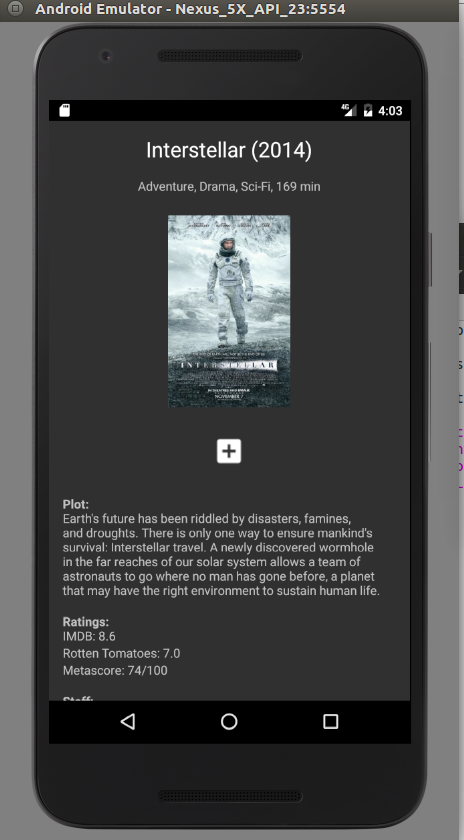 Android Emulator - Nexus_5X_API_23:5554
4G 4:03
Interstellar (2014)
Adventure, Drama, Sci-Fi, 169 min
INTERSTELLAR
NOVEMBER 7
Plot:
Earth's future has been riddled by disasters, famines,
and droughts. There is only one way to ensure mankind's
survival: Interstellar travel. A newly discovered wormhole
in the far reaches of our solar system allows a team of
astronauts to go where no man has gone before, a planet
that may have the right environment to sustain human life.
Ratings:
IMDB: 8.6
Rotten Tomatoes: 7.0
Metascore: 74/100
Staff: